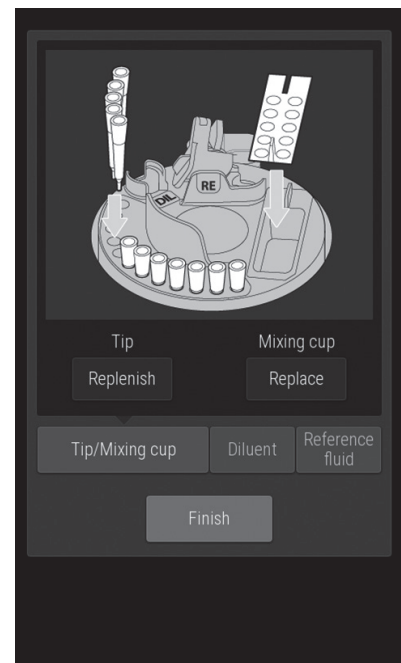 DIL
RE
Tip
Mixing cup
Replenish
Replace
Tip/Mixing cup
Diluent
Reference
fluid
Finish